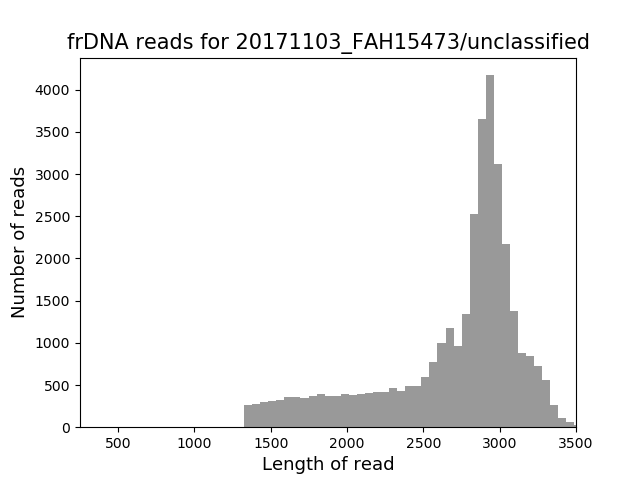 frDNA reads for 20171103_FAH15473/unclassified
Number of reads
4000
3500
3000
2500
2000
1500
1000
500
0
500 1000 1500 2000 2500 3000 3500
Length of read